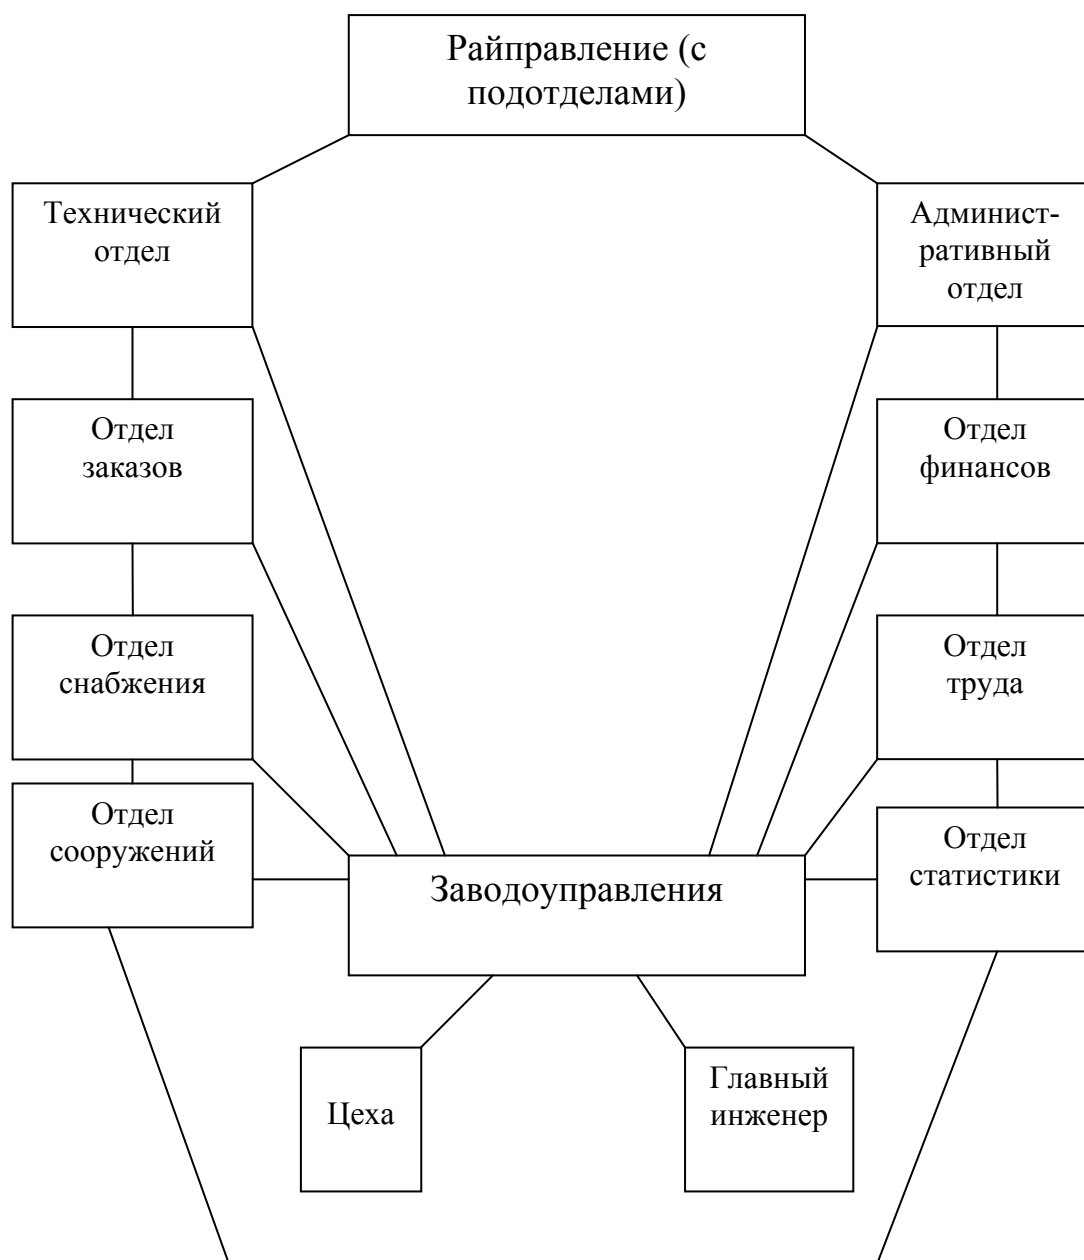 Райправление (с
подотделами)
Технический
отдел
Админист-
ративный
отдел
Отдел
заказов
Отдел
финансов
Отдел
снабжения
Отдел
труда
Отдел
сооружений
Отдел
статистики
Заводоуправления
Цеха
Главный
инженер